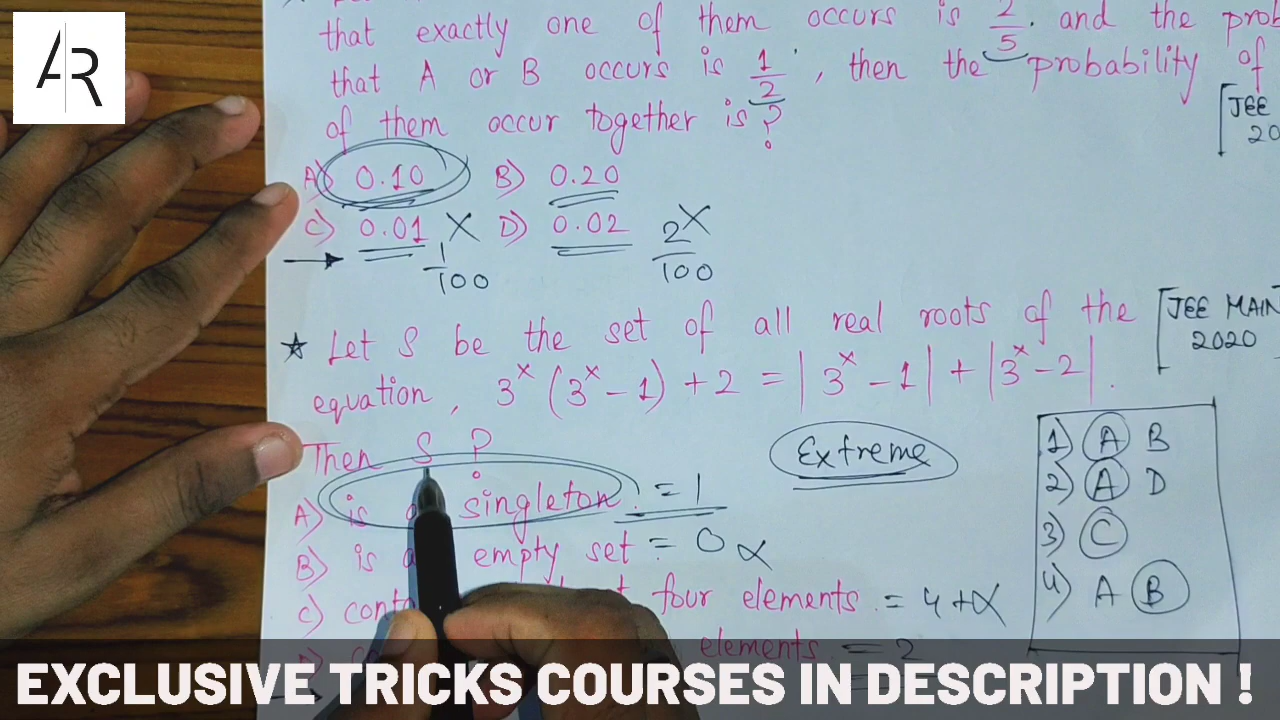 AR
that exactly one of them occurs is 2/5. and the
that A or B occurs is 1/2, then the probability of
of them occur together is?
[JEE
A) 0.10 B) 0.20
C) 0.01 X D) 0.02 2X
1/100 100
★ Let S be the set of all real roots of the [JEE MAIN
2020
equation, 3^x (3^x - 1) + 2 = |3^x - 1| + |3^x - 2|.
Then S P
Extreme
A) is singleton. = 1
B) is empty set = 0
C) four elements. = 4+
D) elements = 2
1) A B
2) A D
3) C
4) A B
EXCLUSIVE TRICKS COURSES IN DESCRIPTION !